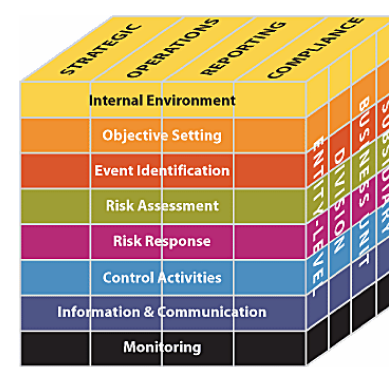 STRATEGIC
OPERATIONS
REPORTING
COMPLIANCE
Internal Environment
Objective Setting
Event Identification
Risk Assessment
Risk Response
Control Activities
Information & Communication
Monitoring
ENTITY-LEVEL
DIVISION
BUSINESS UNIT
SUBSIDIARY